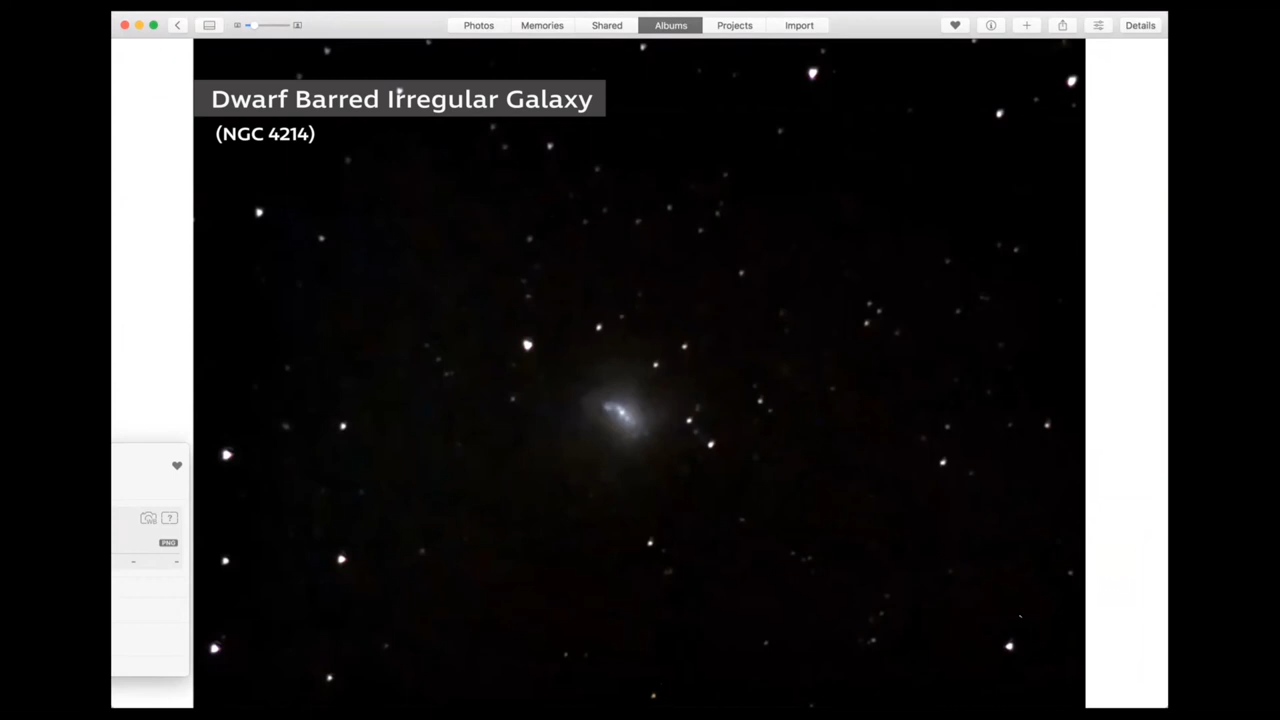 Photos Memories Shared Albums Projects Import Details
Dwarf Barred Irregular Galaxy
(NGC 4214)
?
PNG
- -